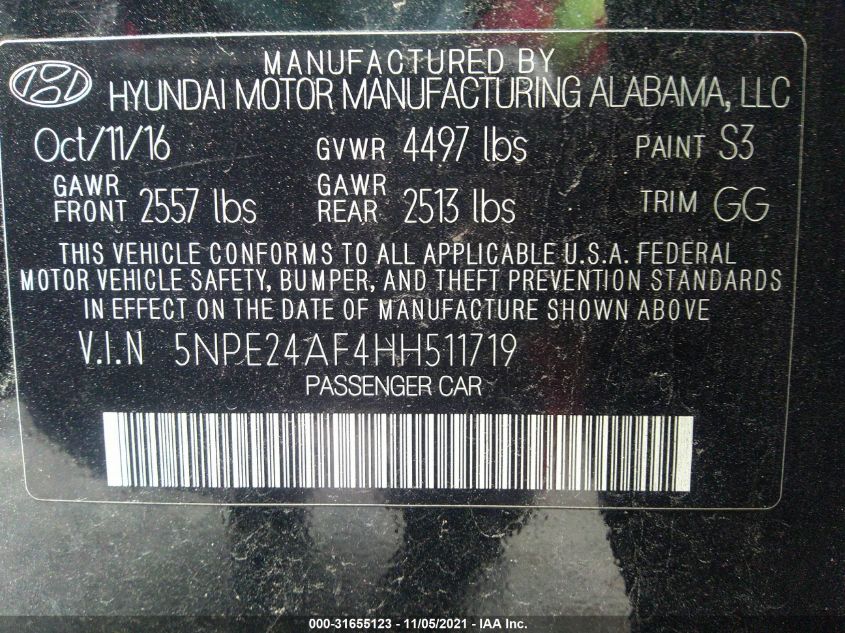 MANUFACTURED BY
HYUNDAI MOTOR MANUFACTURING ALABAMA, LLC
Oct/11/16 GVWR 4497 lbs PAINT S3
GAWR FRONT 2557 lbs GAWR REAR 2513 lbs TRIM GG
THIS VEHICLE CONFORMS TO ALL APPLICABLE U.S.A. FEDERAL
MOTOR VEHICLE SAFETY, BUMPER, AND THEFT PREVENTION STANDARDS
IN EFFECT ON THE DATE OF MANUFACTURE SHOWN ABOVE
V.I.N 5NPE24AF4HH511719
PASSENGER CAR
000-31655123 - 11/05/2021 - IAA Inc.